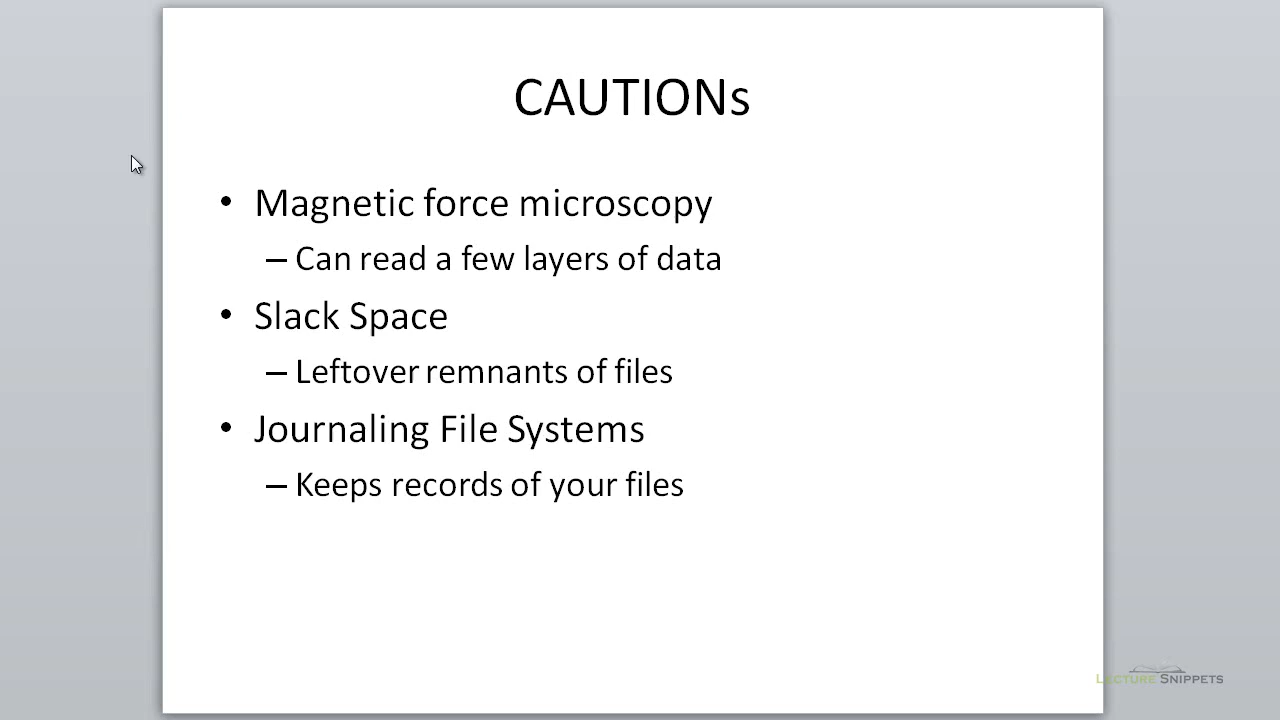 CAUTIONs
• Magnetic force microscopy
– Can read a few layers of data
• Slack Space
– Leftover remnants of files
• Journaling File Systems
– Keeps records of your files
LECTURE SNIPPETS